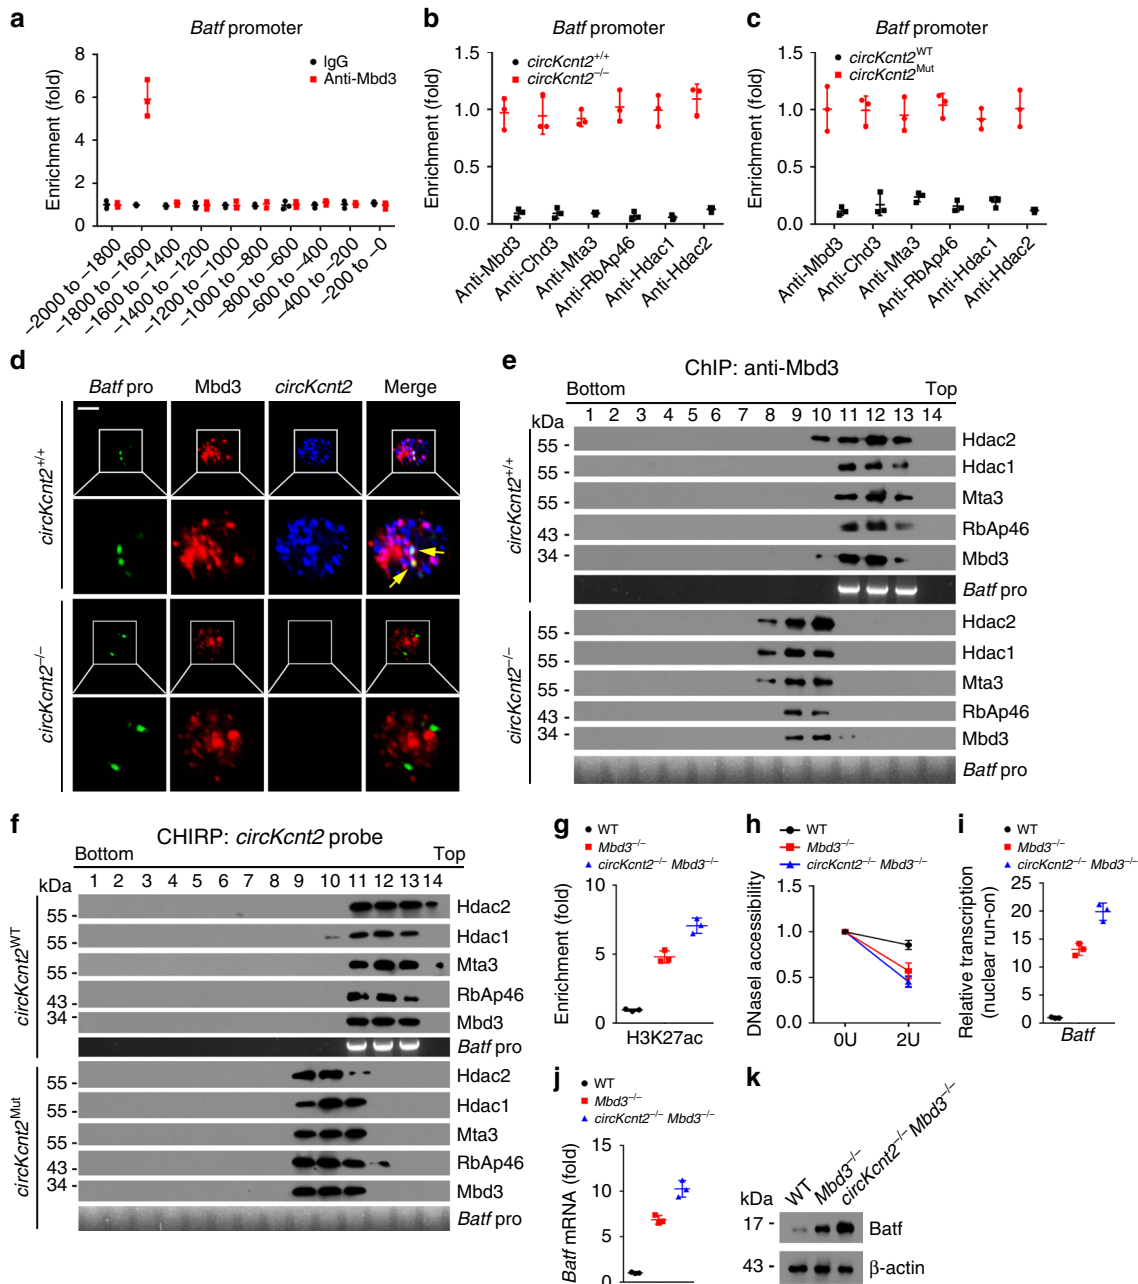 a
Batf promoter
Enrichment (fold)
8
6
4
2
0
IgG
Anti-Mbd3
–2000 to –1800
–1800 to –1600
–1600 to –1400
–1400 to –1200
–1200 to –1000
–1000 to –800
–800 to –600
–600 to –400
–400 to –200
–200 to –0
b
Batf promoter
Enrichment (fold)
1.5
1.0
0.5
0.0
circKcnt2+/+
circKcnt2–/–
Anti-Mbd3
Anti-Chd3
Anti-Mta3
Anti-RbAp46
Anti-Hdac1
Anti-Hdac2
c
Batf promoter
Enrichment (fold)
1.5
1.0
0.5
0.0
circKcnt2WT
circKcnt2Mut
Anti-Mbd3
Anti-Chd3
Anti-Mta3
Anti-RbAp46
Anti-Hdac1
Anti-Hdac2
d
Batf pro Mbd3 circKcnt2 Merge
circKcnt2+/+
circKcnt2–/–
e
ChIP: anti-Mbd3
Bottom Top
kDa 1 2 3 4 5 6 7 8 9 10 11 12 13 14
circKcnt2+/+
55 - Hdac2
55 - Hdac1
55 - Mta3
43 - RbAp46
34 - Mbd3
Batf pro
circKcnt2–/–
55 - Hdac2
55 - Hdac1
55 - Mta3
43 - RbAp46
34 - Mbd3
Batf pro
f
CHIRP: circKcnt2 probe
Bottom Top
kDa 1 2 3 4 5 6 7 8 9 10 11 12 13 14
circKcnt2WT
55 - Hdac2
55 - Hdac1
55 - Mta3
43 - RbAp46
34 - Mbd3
Batf pro
circKcnt2Mut
55 - Hdac2
55 - Hdac1
55 - Mta3
43 - RbAp46
34 - Mbd3
Batf pro
g
WT
Mbd3–/–
circKcnt2–/– Mbd3–/–
Enrichment (fold)
10
5
0
H3K27ac
h
WT
Mbd3–/–
circKcnt2–/– Mbd3–/–
DNaseI accessibility
1.5
1.0
0.5
0.0
0U 2U
i
WT
Mbd3–/–
circKcnt2–/– Mbd3–/–
Relative transcription
(nuclear run-on)
25
20
15
10
5
0
Batf
j
WT
Mbd3–/–
circKcnt2–/– Mbd3–/–
Batf mRNA (fold)
15
10
5
0
k
WT
Mbd3–/–
circKcnt2–/– Mbd3–/–
kDa
17 - Batf
43 - β-actin